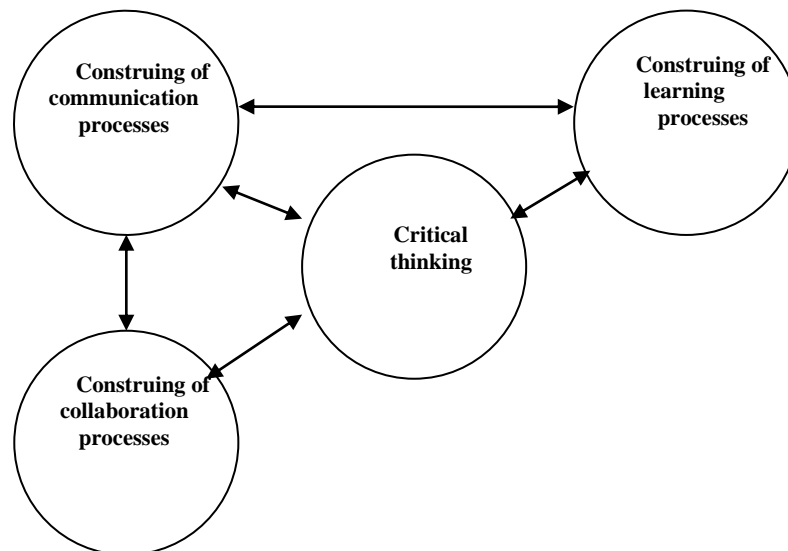 Construing of
communication
processes
Construing of
learning
processes
Critical
thinking
Construing of
collaboration
processes